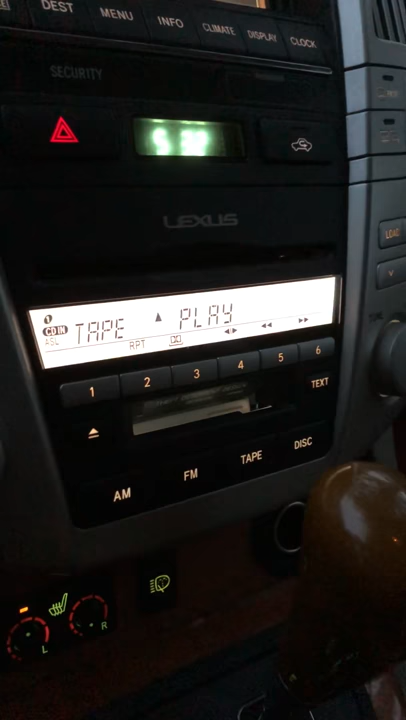 DEST MENU INFO CLIMATE DISPLAY CLOCK
SECURITY
LEXUS
1
CD IN
ASL TAPE ▲ PLAY
RPT
1 2 3 4 5 6
TEXT
LOAD
AM FM TAPE DISC
L R